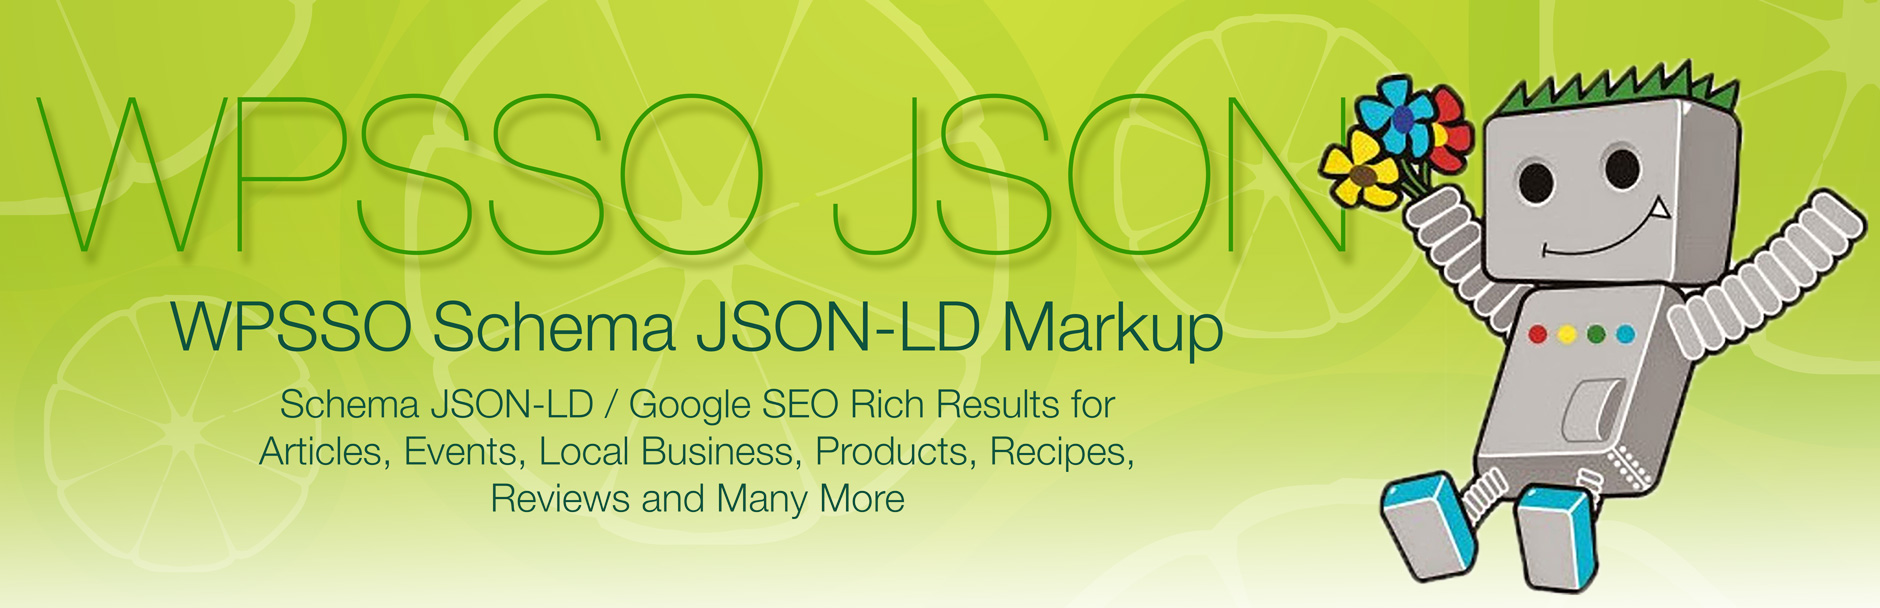 WPSSO JSON
WPSSO Schema JSON-LD Markup
Schema JSON-LD / Google SEO Rich Results for
Articles, Events, Local Business, Products, Recipes,
Reviews and Many More